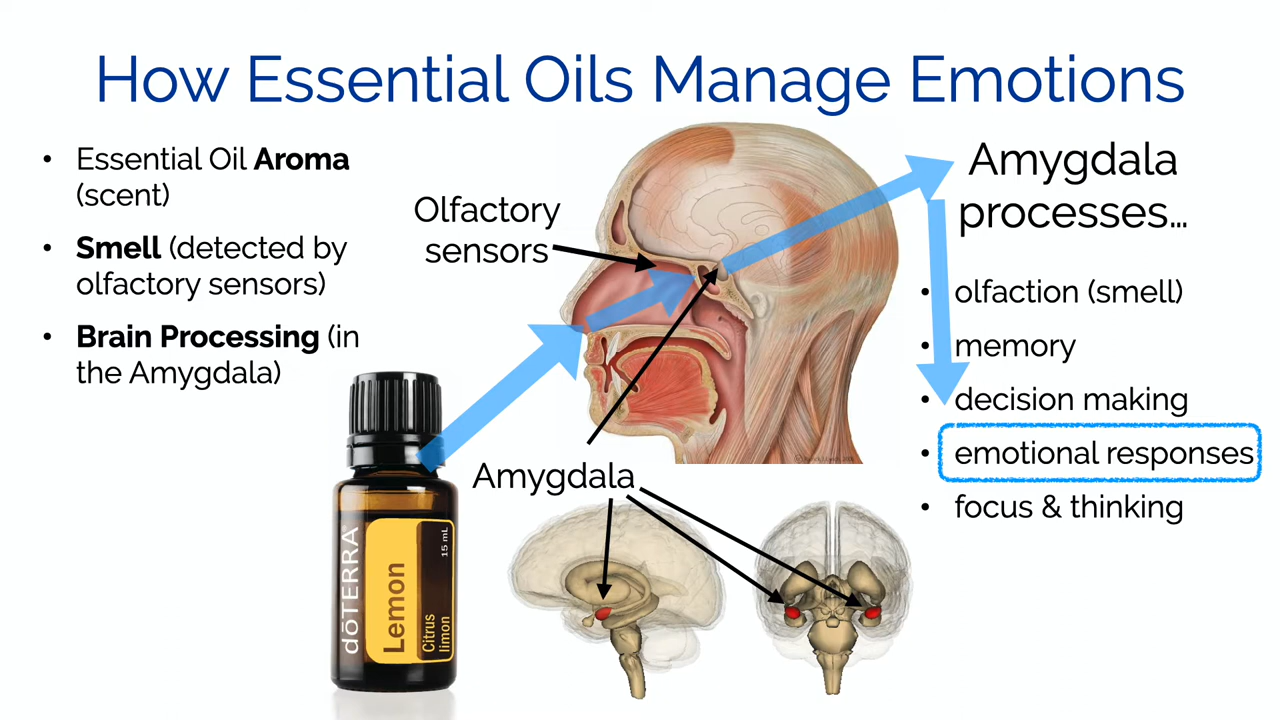 How Essential Oils Manage Emotions
• Essential Oil Aroma
(scent)
• Smell (detected by
olfactory sensors)
• Brain Processing (in
the Amygdala)
Olfactory
sensors
Amygdala
processes…
• olfaction (smell)
• memory
• decision making
• emotional responses
• focus & thinking
Amygdala
dōTERRA
Lemon
Citrus
limon
15 mL